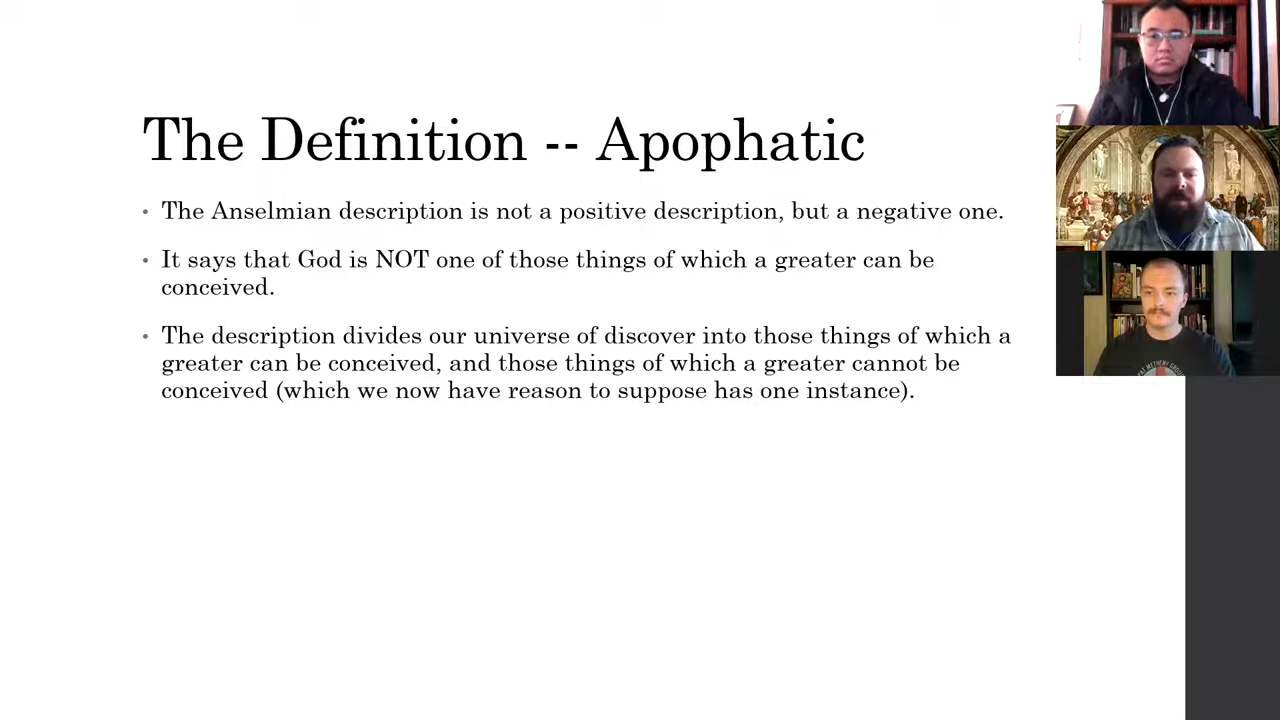 The Definition -- Apophatic
• The Anselmian description is not a positive description, but a negative one.
• It says that God is NOT one of those things of which a greater can be
conceived.
• The description divides our universe of discover into those things of which a
greater can be conceived, and those things of which a greater cannot be
conceived (which we now have reason to suppose has one instance).